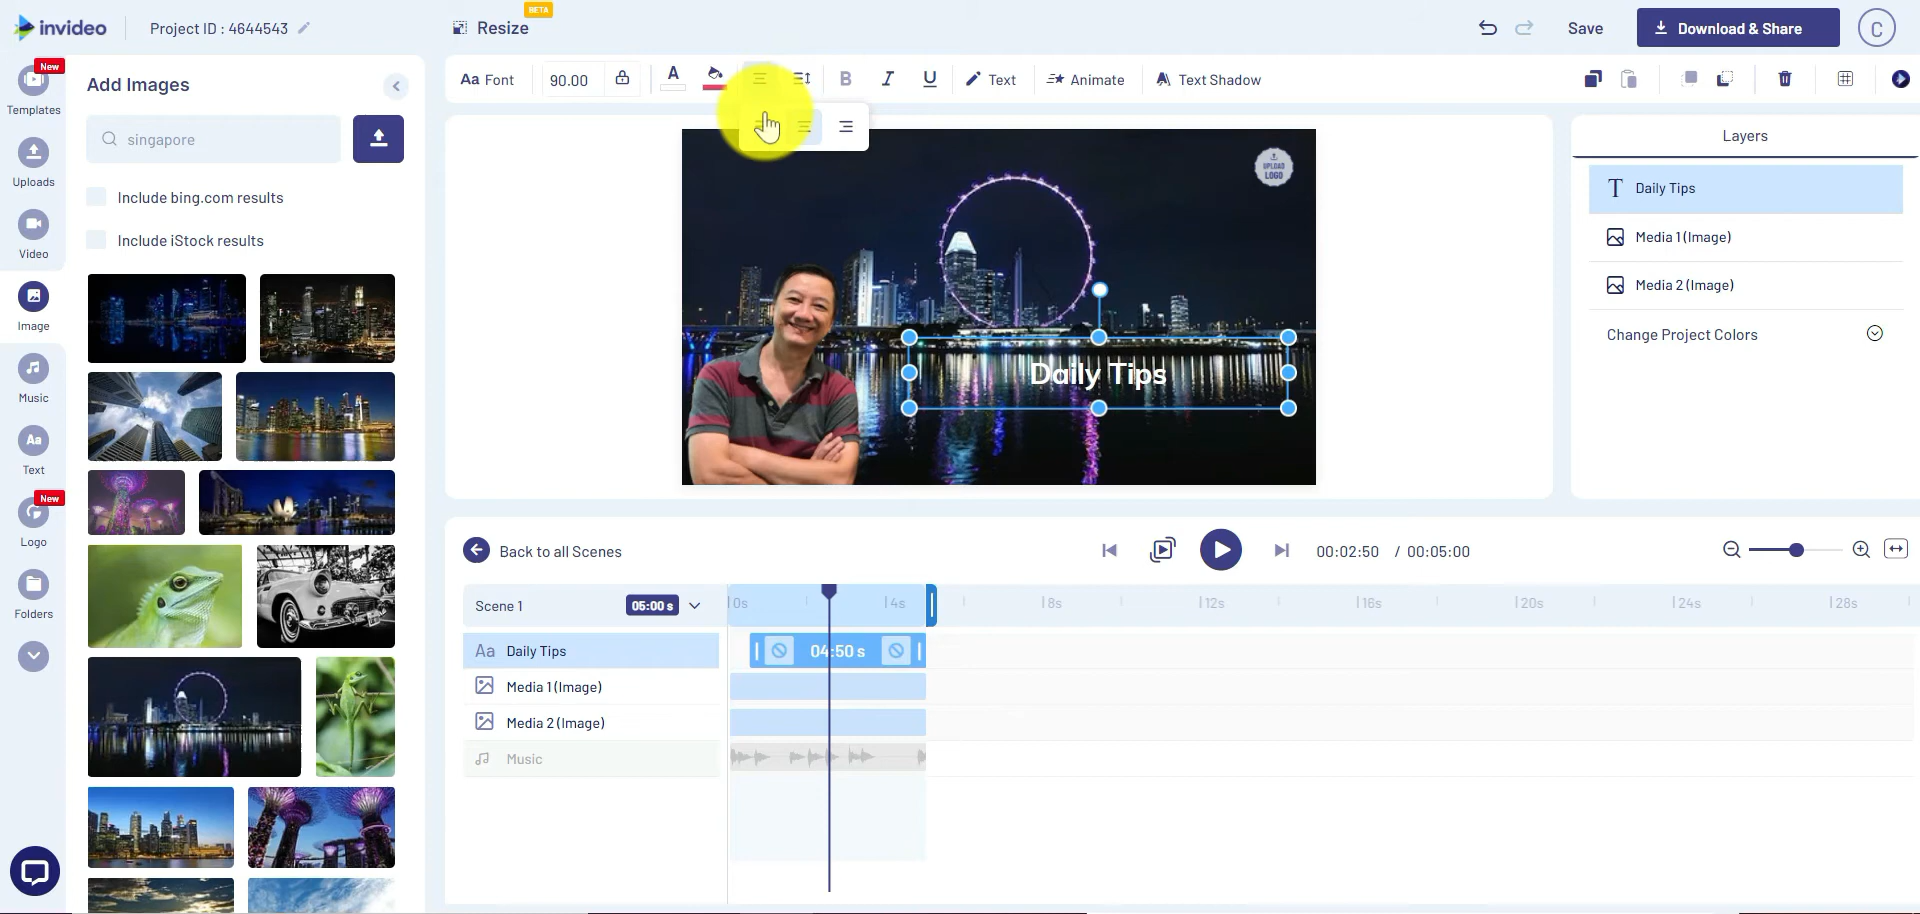 invideo
Project ID : 4644543
Resize
BETA
Save
Download & Share
C
New
Templates
Uploads
Video
Image
Music
Aa
Text
New
Logo
Folders
Add Images
singapore
Include bing.com results
Include iStock results
Aa Font
90.00
A
B
I
U
Text
Animate
A Text Shadow
UPLOAD
LOGO
Daily Tips
Layers
T Daily Tips
Media 1 (Image)
Media 2 (Image)
Change Project Colors
Back to all Scenes
00:02:50 / 00:05:00
Scene 1
05:00 s
0s
4s
8s
12s
16s
20s
24s
28s
Aa Daily Tips
04:50 s
Media 1 (Image)
Media 2 (Image)
Music